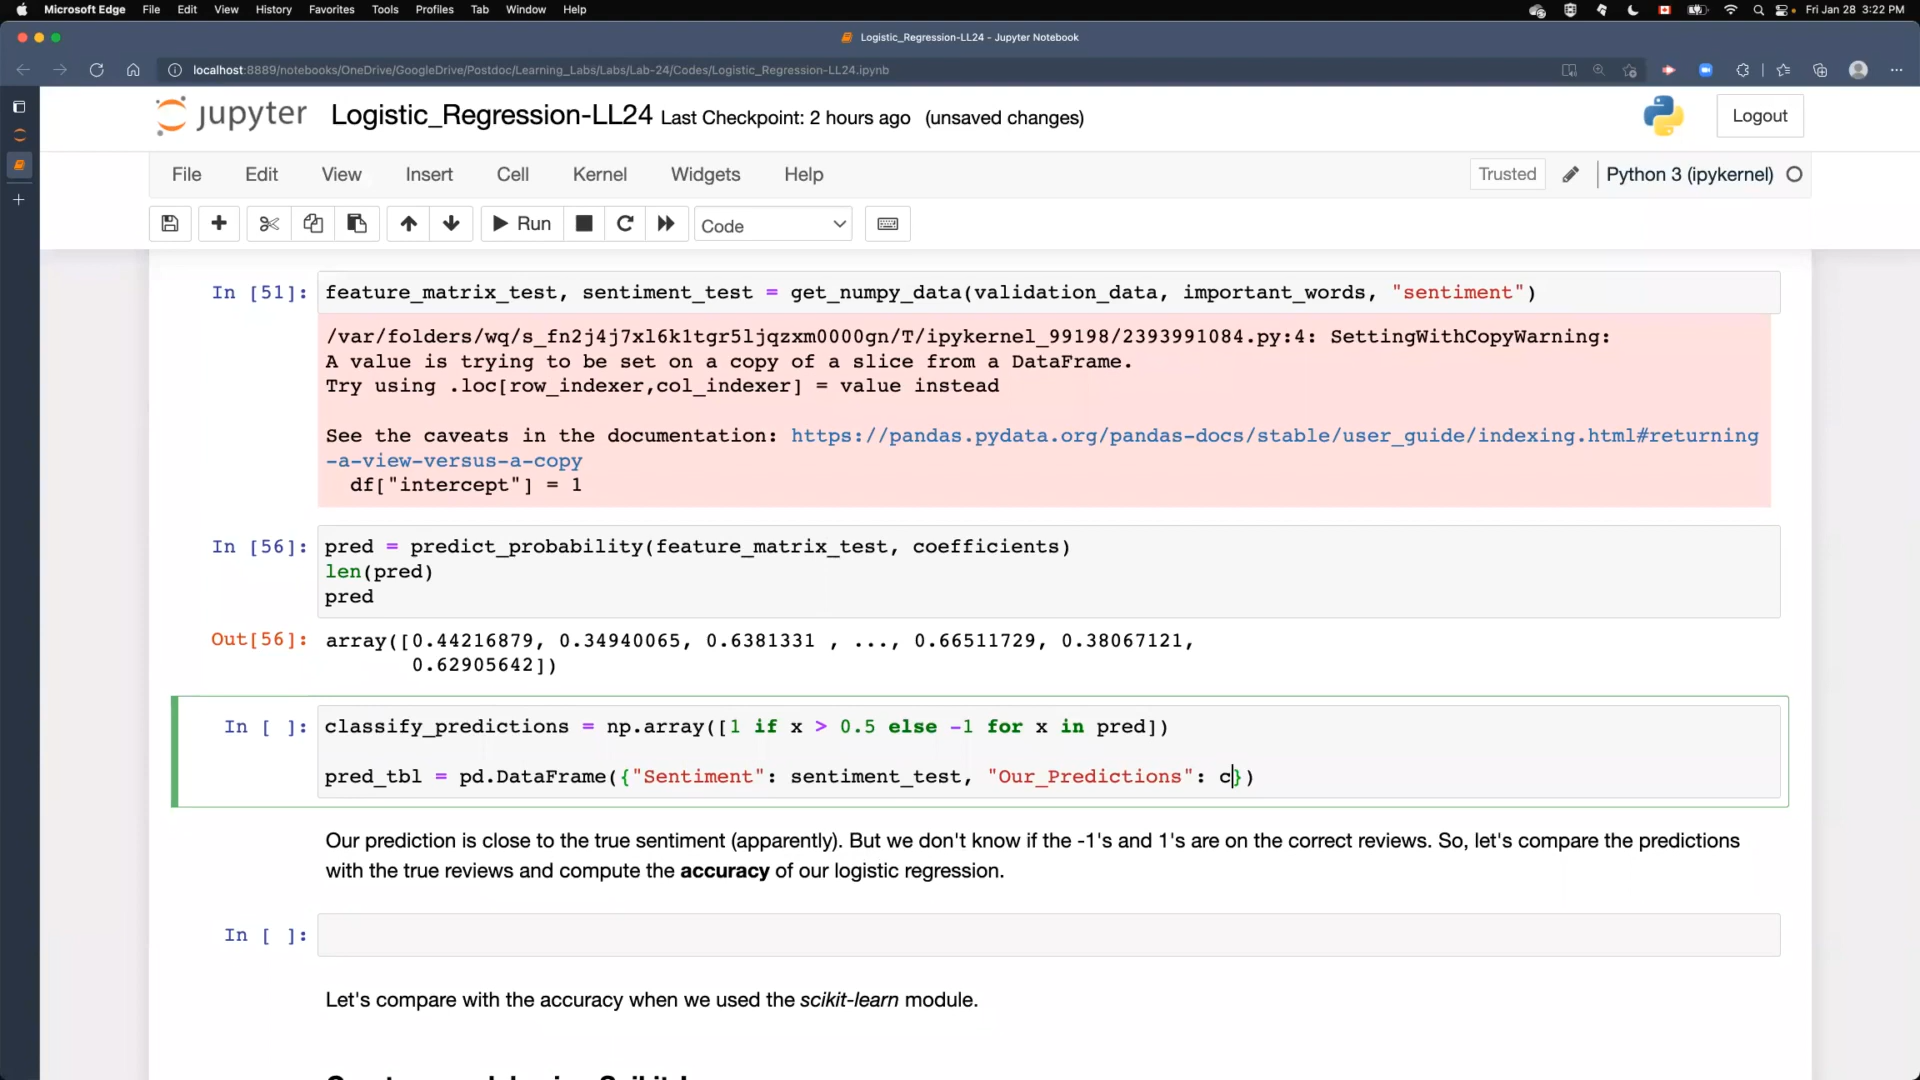 Microsoft Edge File Edit View History Favorites Tools Profiles Tab Window Help Fri Jan 28 3:22 PM
Logistic_Regression-LL24 - Jupyter Notebook
localhost:8889/notebooks/OneDrive/GoogleDrive/Postdoc/Learning_Labs/Labs/Lab-24/Codes/Logistic_Regression-LL24.ipynb
jupyter Logistic_Regression-LL24 Last Checkpoint: 2 hours ago (unsaved changes) Logout
File Edit View Insert Cell Kernel Widgets Help Trusted Python 3 (ipykernel)
Run Code
In [51]: feature_matrix_test, sentiment_test = get_numpy_data(validation_data, important_words, "sentiment")
/var/folders/wq/s_fn2j4j7xl6k1tgr5ljqzxm0000gn/T/ipykernel_99198/2393991084.py:4: SettingWithCopyWarning:
A value is trying to be set on a copy of a slice from a DataFrame.
Try using .loc[row_indexer,col_indexer] = value instead
See the caveats in the documentation: https://pandas.pydata.org/pandas-docs/stable/user_guide/indexing.html#returning
-a-view-versus-a-copy
df["intercept"] = 1
In [56]: pred = predict_probability(feature_matrix_test, coefficients)
len(pred)
pred
Out[56]: array([0.44216879, 0.34940065, 0.6381331 , ..., 0.66511729, 0.38067121,
0.62905642])
In [ ]: classify_predictions = np.array([1 if x > 0.5 else -1 for x in pred])
pred_tbl = pd.DataFrame({"Sentiment": sentiment_test, "Our_Predictions": c})
Our prediction is close to the true sentiment (apparently). But we don't know if the -1's and 1's are on the correct reviews. So, let's compare the predictions
with the true reviews and compute the accuracy of our logistic regression.
In [ ]:
Let's compare with the accuracy when we used the scikit-learn module.